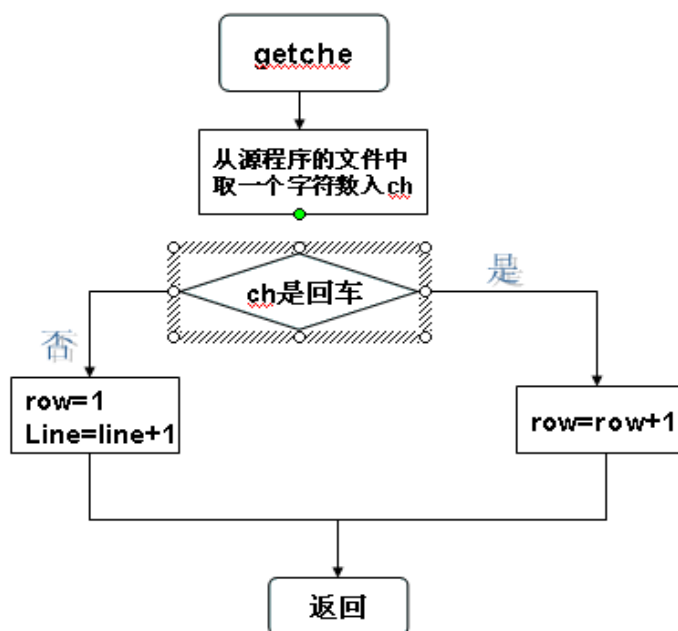 getche
从源程序的文件中
取一个字符数入ch
ch是回车
是
否
row=1
Line=line+1
row=row+1
返回